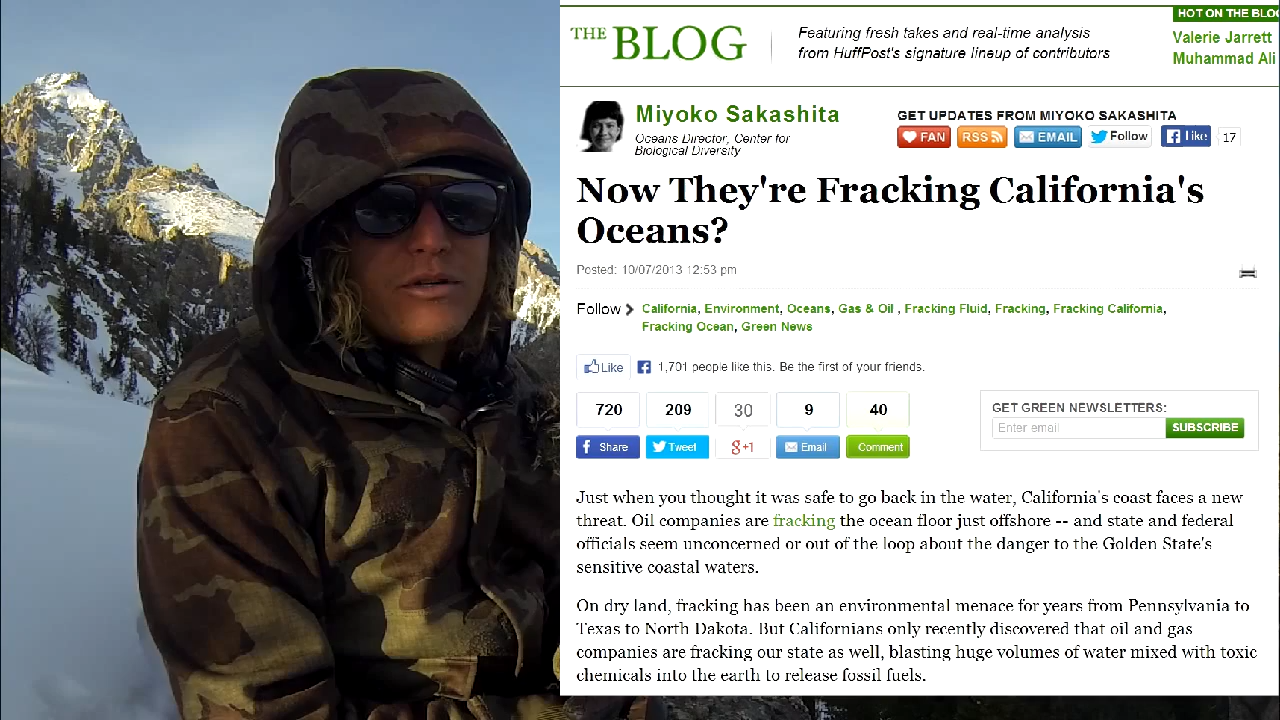 THE BLOG
Featuring fresh takes and real-time analysis
from HuffPost's signature lineup of contributors
HOT ON THE BLO
Valerie Jarrett
Muhammad Ali
Miyoko Sakashita
Oceans Director, Center for
Biological Diversity
GET UPDATES FROM MIYOKO SAKASHITA
FAN RSS EMAIL Follow Like 17
Now They're Fracking California's
Oceans?
Posted: 10/07/2013 12:53 pm
Follow California, Environment, Oceans, Gas & Oil , Fracking Fluid, Fracking, Fracking California,
Fracking Ocean, Green News
Like 1,701 people like this. Be the first of your friends.
720 209 30 9 40
Share Tweet +1 Email Comment
GET GREEN NEWSLETTERS:
Enter email SUBSCRIBE
Just when you thought it was safe to go back in the water, California's coast faces a new
threat. Oil companies are fracking the ocean floor just offshore -- and state and federal
officials seem unconcerned or out of the loop about the danger to the Golden State's
sensitive coastal waters.
On dry land, fracking has been an environmental menace for years from Pennsylvania to
Texas to North Dakota. But Californians only recently discovered that oil and gas
companies are fracking our state as well, blasting huge volumes of water mixed with toxic
chemicals into the earth to release fossil fuels.